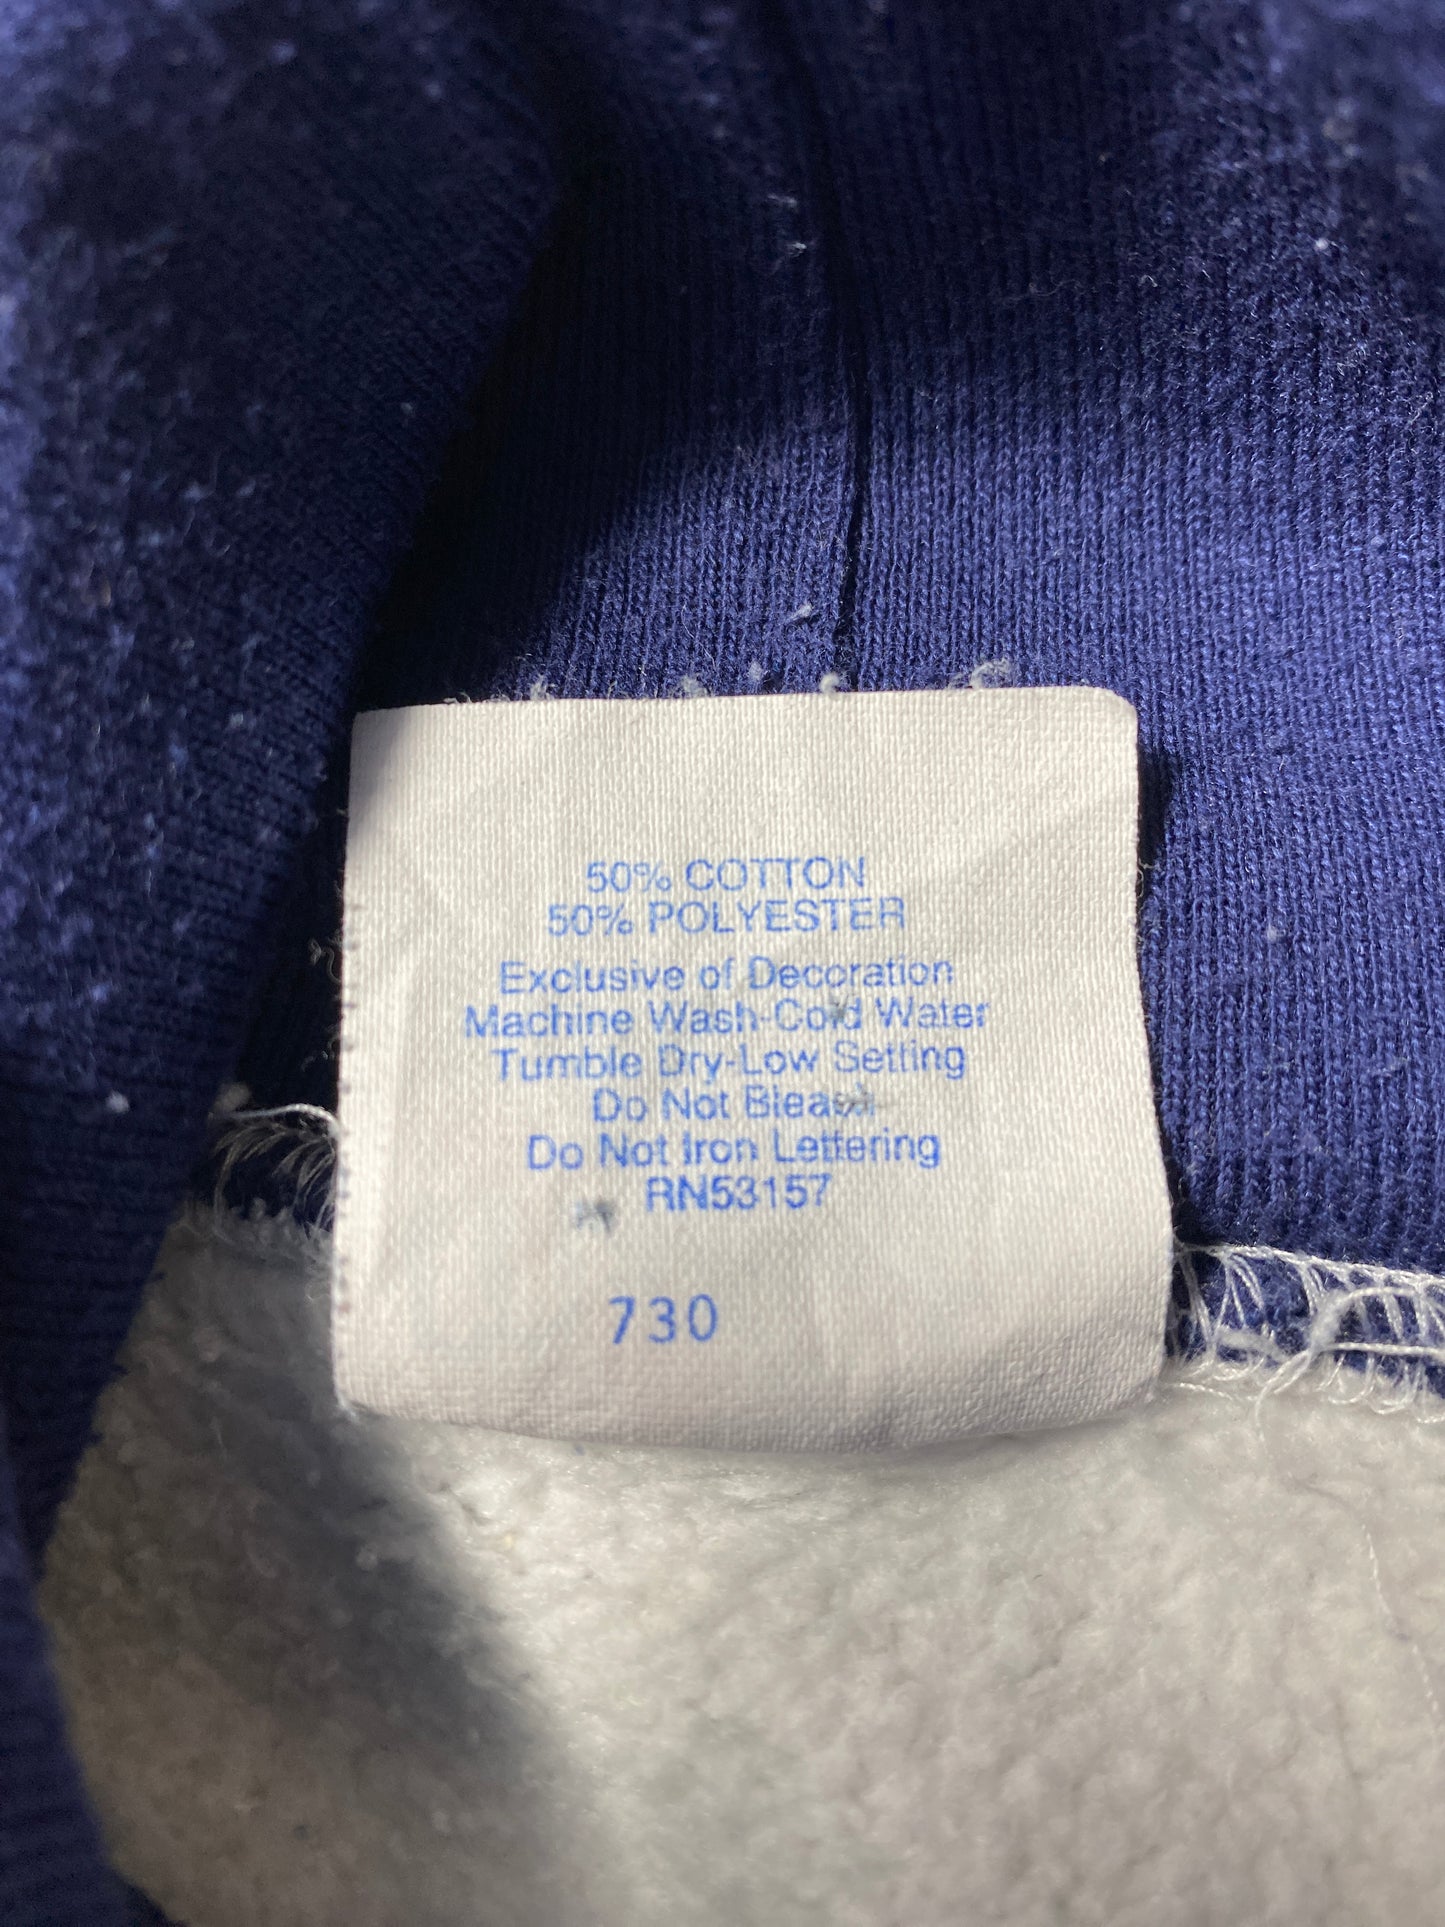 50% COTTON
50% POLYESTER
Exclusive of Decoration
Machine Wash-Cold Water
Tumble Dry-Low Setting
Do Not Bleach
Do Not Iron Lettering
RN53157
730